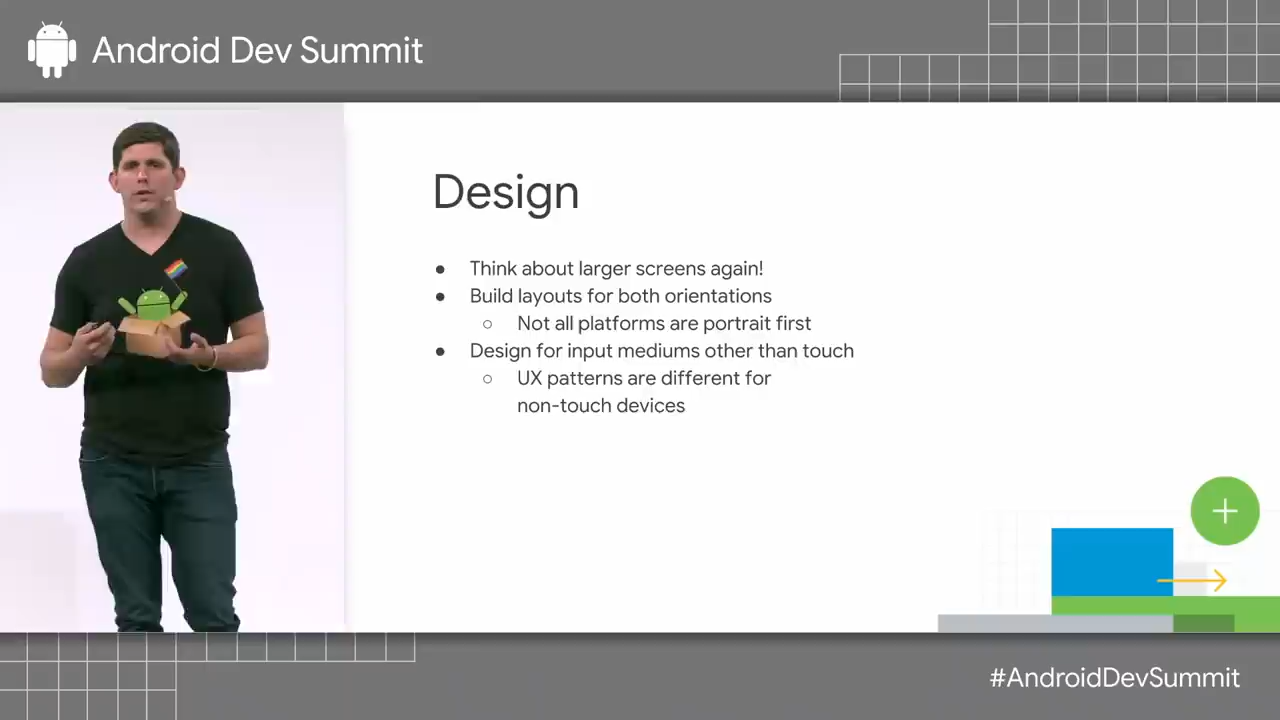 Android Dev Summit
Design
● Think about larger screens again!
● Build layouts for both orientations
○ Not all platforms are portrait first
● Design for input mediums other than touch
○ UX patterns are different for
non-touch devices
#AndroidDevSummit